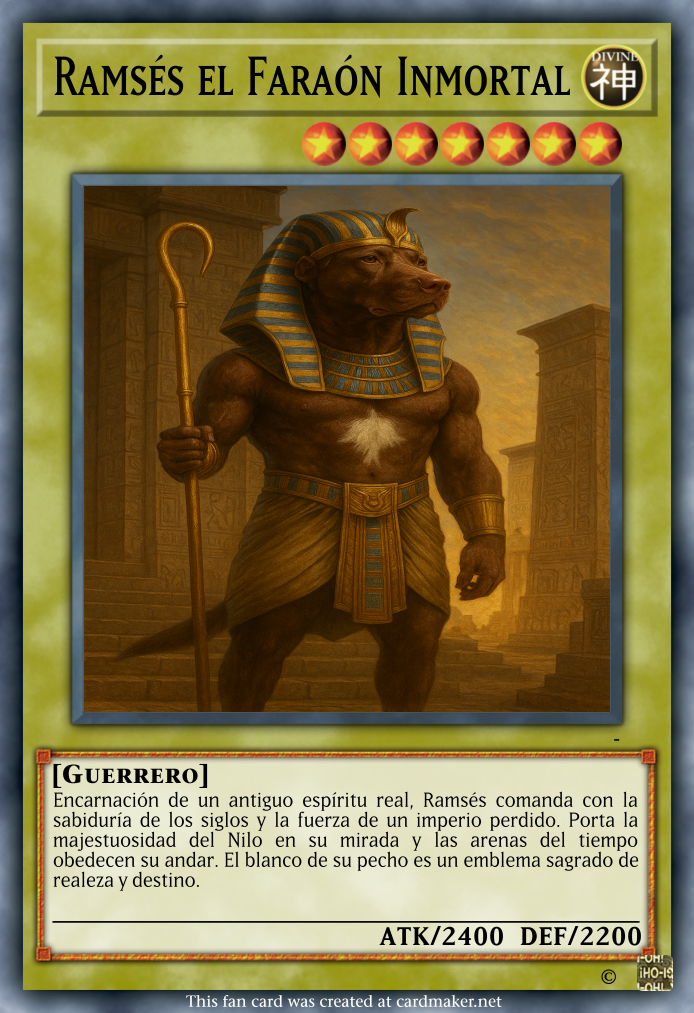 Ramsés el Faraón Inmortal
DIVINE
神
-
[Guerrero]
Encarnación de un antiguo espíritu real, Ramsés comanda con la
sabiduría de los siglos y la fuerza de un imperio perdido. Porta la
majestuosidad del Nilo en su mirada y las arenas del tiempo
obedecen su andar. El blanco de su pecho es un emblema sagrado de
realeza y destino.
ATK/2400 DEF/2200
©
This fan card was created at cardmaker.net